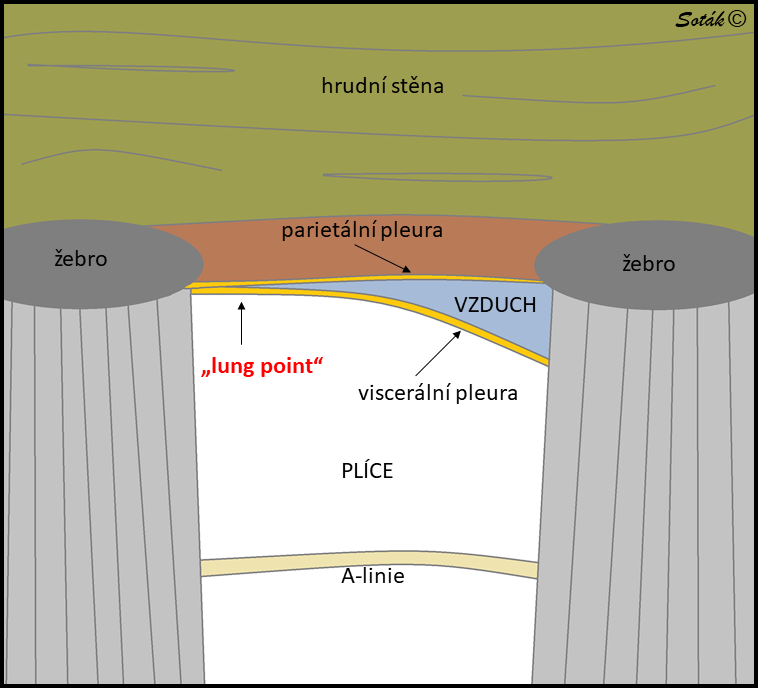 Soták ©
hrudní stěna
parietální pleura
žebro
žebro
VZDUCH
„lung point“
viscerální pleura
PLÍCE
A-linie